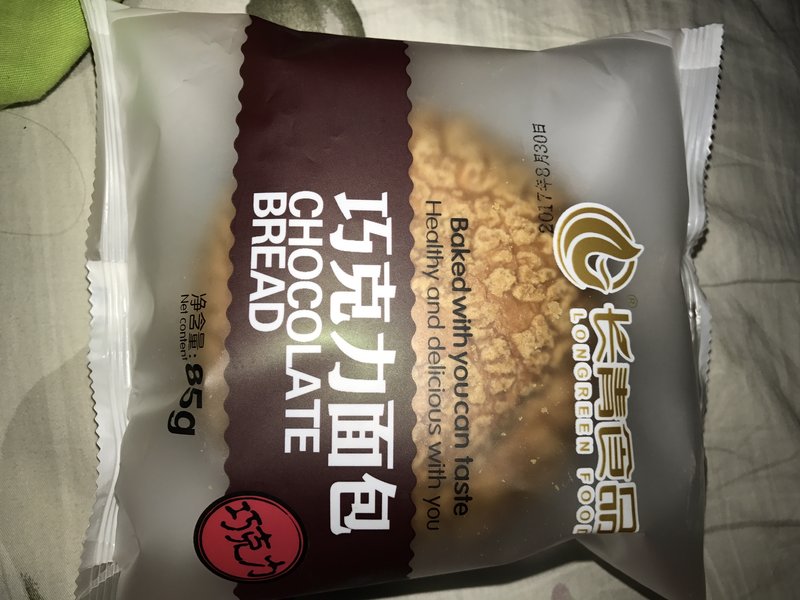 2017年8月30日
®
长青食品
LONGREEN FOOD
Baked with you can taste
Healthy and delicious with you
巧克力面包
CHOCOLATE
BREAD
巧克力
净含量:85g
Net content